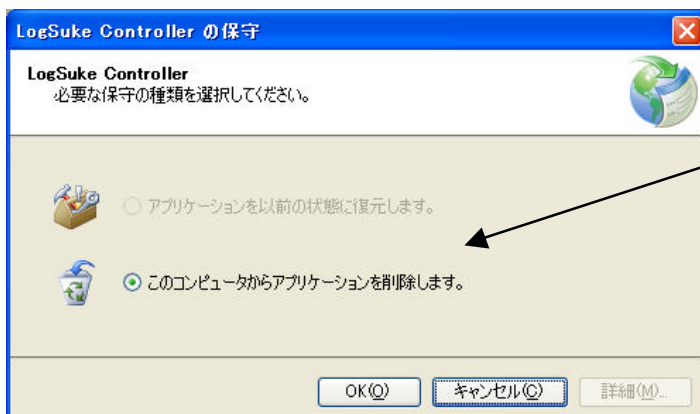 LogSuke Controller の保守
LogSuke Controller
必要な保守の種類を選択してください。
アプリケーションを以前の状態に復元します。
このコンピュータからアプリケーションを削除します。
OK(O)
キャンセル(C)
詳細(M)...